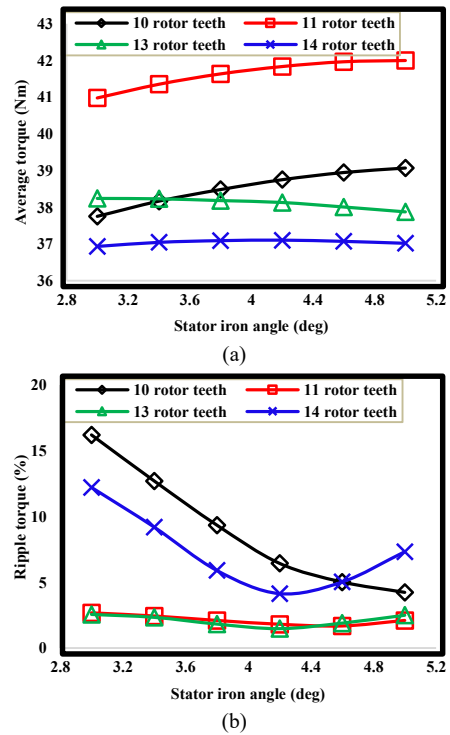 43
42
41
40
39
38
37
36
Average torque (Nm)
10 rotor teeth
11 rotor teeth
13 rotor teeth
14 rotor teeth
2.8 3.2 3.6 4 4.4 4.8 5.2
Stator iron angle (deg)
(a)
20
15
10
5
0
Ripple torque (%)
10 rotor teeth
11 rotor teeth
13 rotor teeth
14 rotor teeth
2.8 3.2 3.6 4 4.4 4.8 5.2
Stator iron angle (deg)
(b)